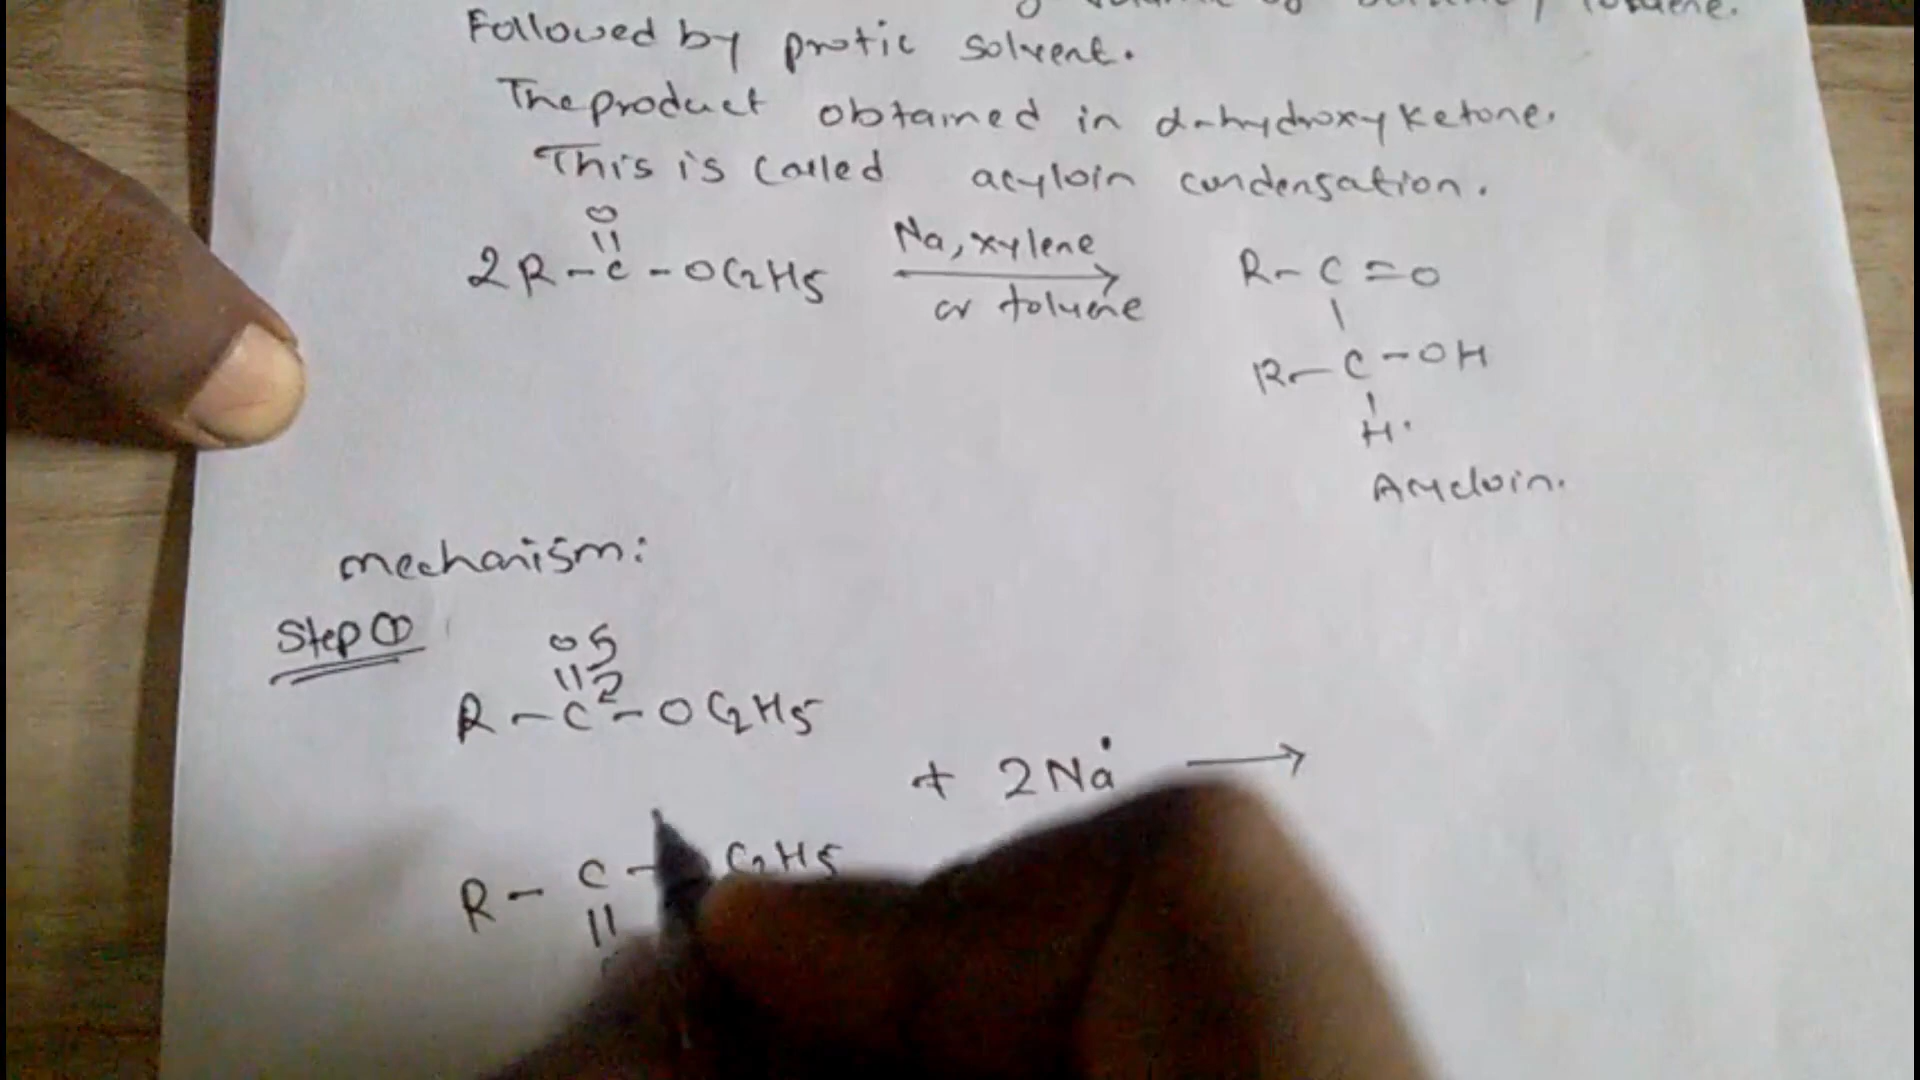 Followed by protic solvent.
The product obtained in α-hydroxy ketone.
This is called acyloin condensation.
O
||
2R-C-OC2H5
Na, xylene
or toluene
R-C=O
|
R-C-OH
|
H.
Acyloin.
mechanism:
Step ①
O
||
R-C-OC2H5
+ 2Na• →
R-C- C2H5
||